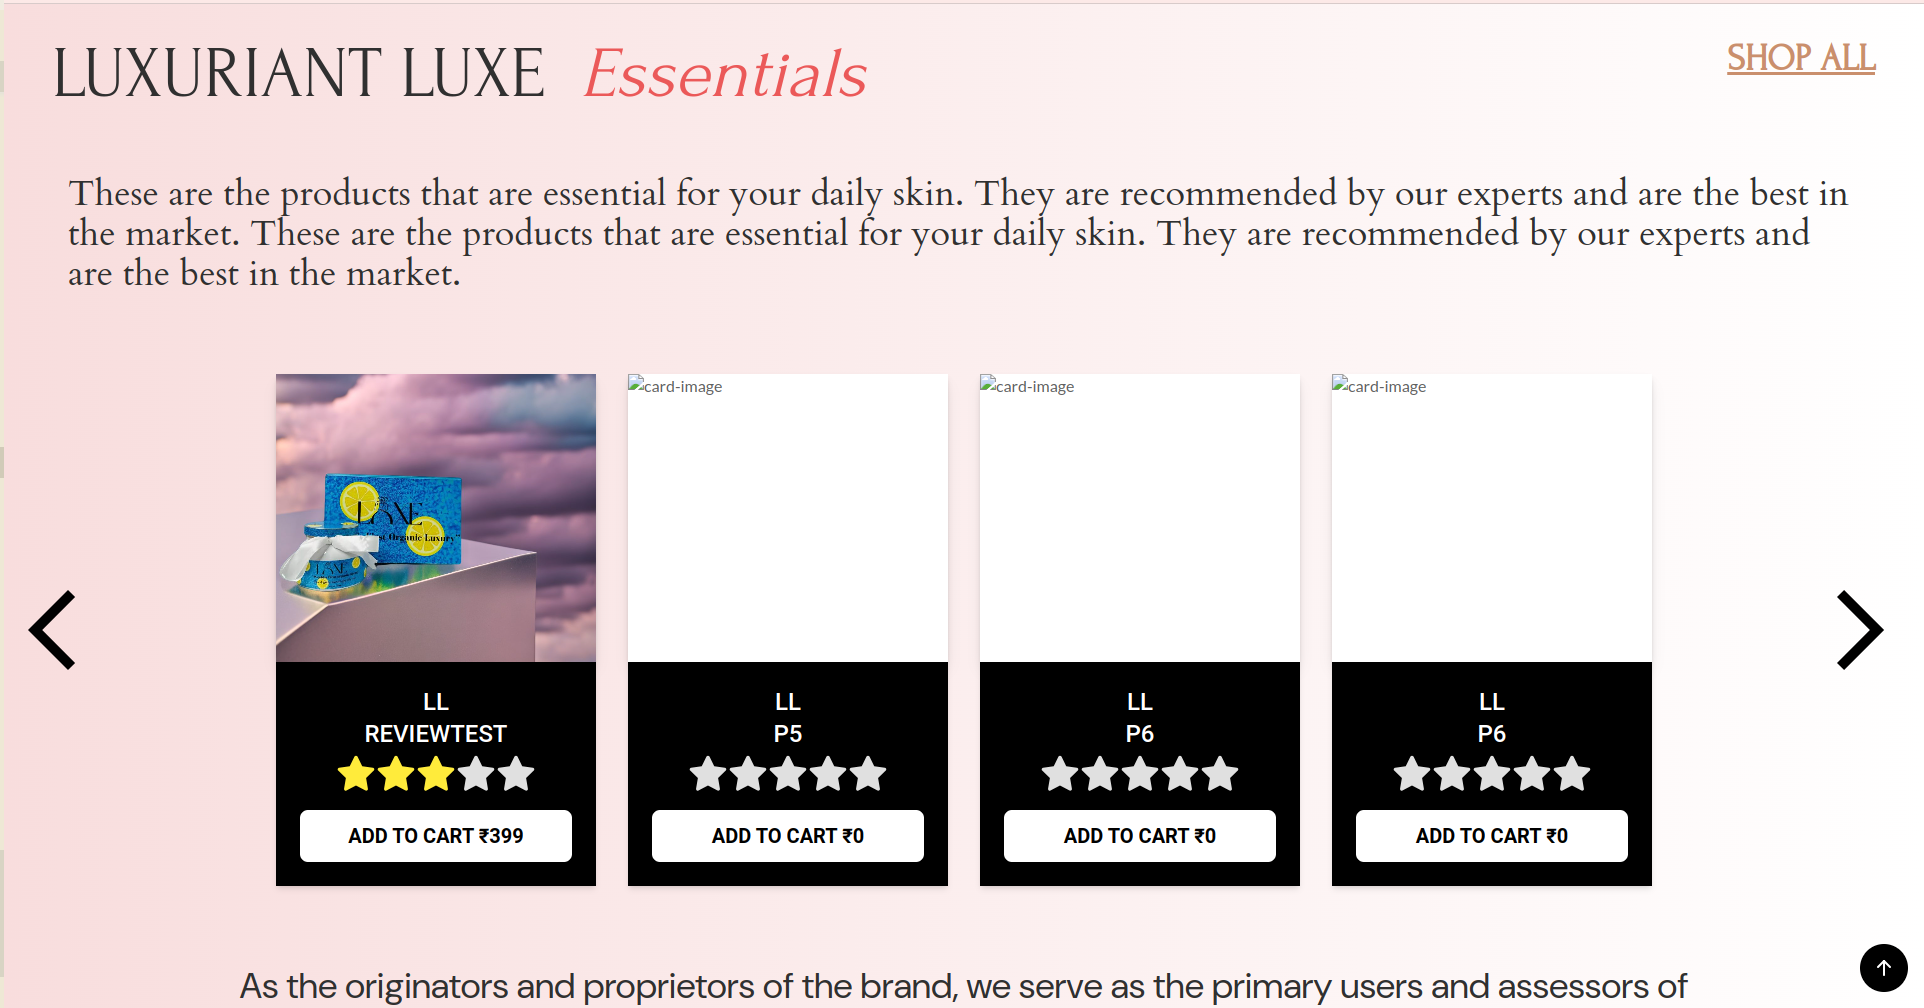 LUXURIANT LUXE Essentials
SHOP ALL
These are the products that are essential for your daily skin. They are recommended by our experts and are the best in
the market. These are the products that are essential for your daily skin. They are recommended by our experts and
are the best in the market.
card-image
card-image
card-image
LUXE
Organic Luxury"
LUXE
LL
REVIEWTEST
ADD TO CART ₹399
LL
P5
ADD TO CART ₹0
LL
P6
ADD TO CART ₹0
LL
P6
ADD TO CART ₹0
As the originators and proprietors of the brand, we serve as the primary users and assessors of